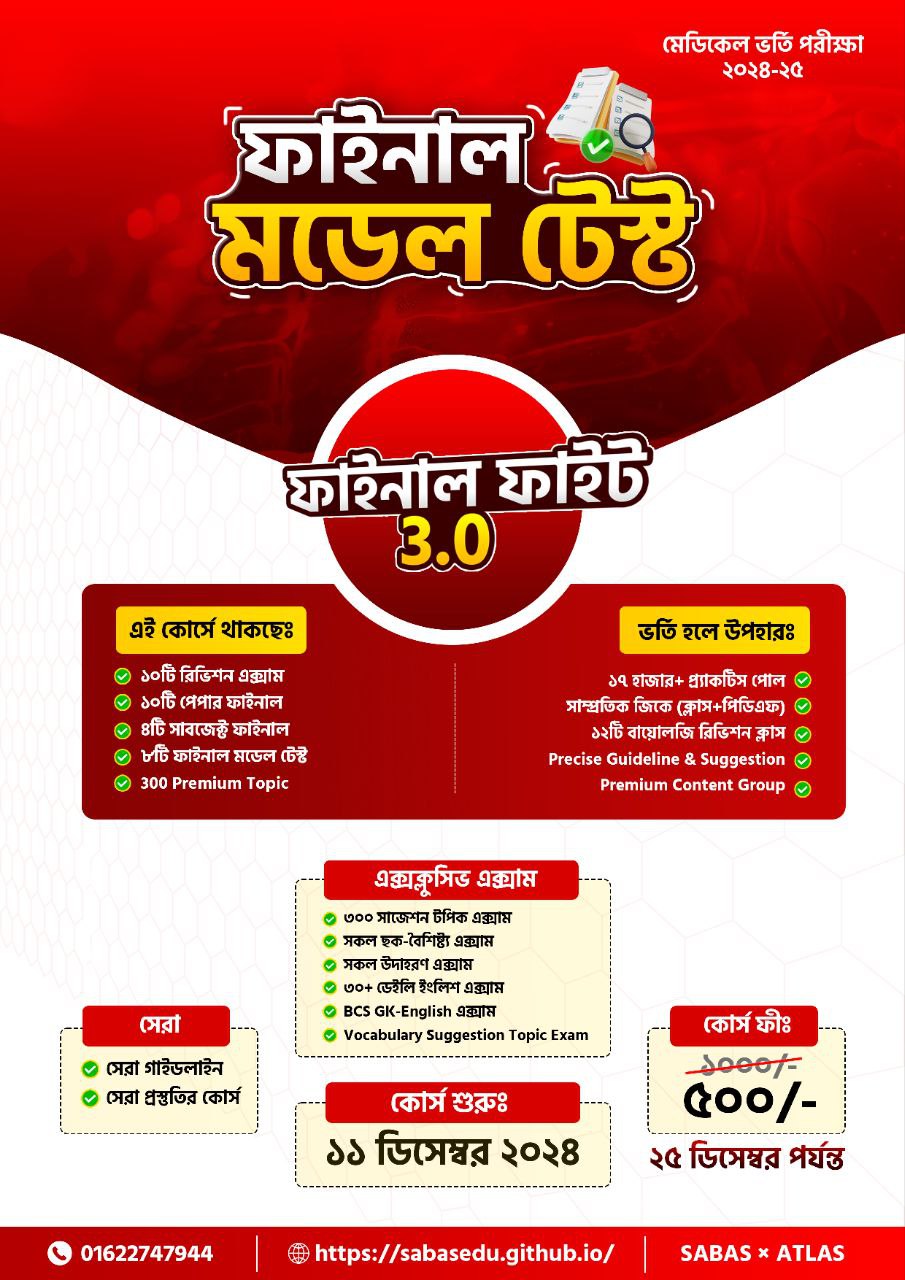 মেডিকেল ভর্তি পরীক্ষা
২০২৪-২৫
ফাইনাল
মডেল টেস্ট
ফাইনাল ফাইট
3.0
এই কোর্সে থাকছেঃ
১০টি রিভিশন এক্সাম
১০টি পেপার ফাইনাল
৪টি সাবজেক্ট ফাইনাল
৮টি ফাইনাল মডেল টেস্ট
300 Premium Topic
ভর্তি হলে উপহারঃ
১৭ হাজার+ প্র্যাকটিস পোল
সাম্প্রতিক জিকে (ক্লাস+পিডিএফ)
১২টি বায়োলজি রিভিশন ক্লাস
Precise Guideline & Suggestion
Premium Content Group
এক্সক্লুসিভ এক্সাম
৩০০ সাজেশন টপিক এক্সাম
সকল ছক-বৈশিষ্ট্য এক্সাম
সকল উদাহরণ এক্সাম
৩০+ ডেইলি ইংলিশ এক্সাম
BCS GK-English এক্সাম
Vocabulary Suggestion Topic Exam
সেরা
সেরা গাইডলাইন
সেরা প্রস্তুতির কোর্স
কোর্স শুরুঃ
১১ ডিসেম্বর ২০২৪
কোর্স ফীঃ
১০০০/-
৫০০/-
২৫ ডিসেম্বর পর্যন্ত
01622747944
https://sabasedu.github.io/
SABAS × ATLAS